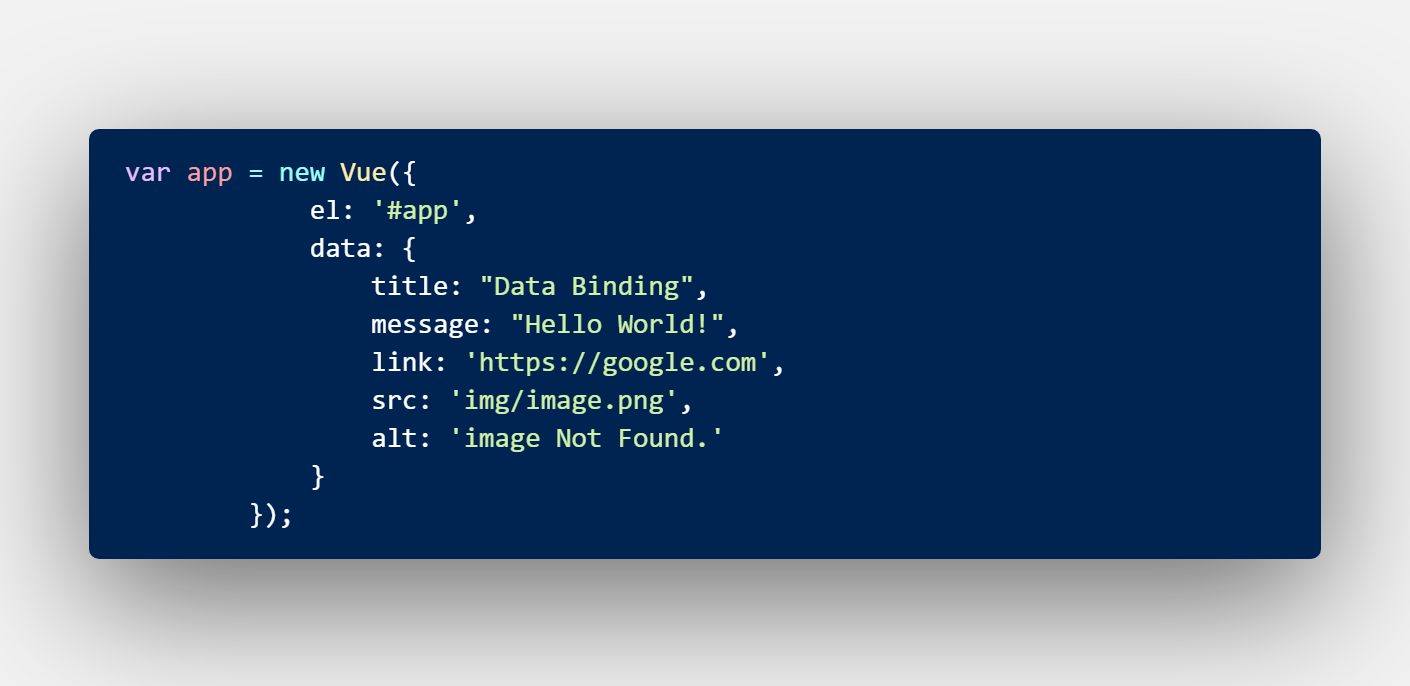 var app = new Vue({
            el: '#app',
            data: {
                title: "Data Binding",
                message: "Hello World!",
                link: 'https://google.com',
                src: 'img/image.png',
                alt: 'image Not Found.'
            }
        });